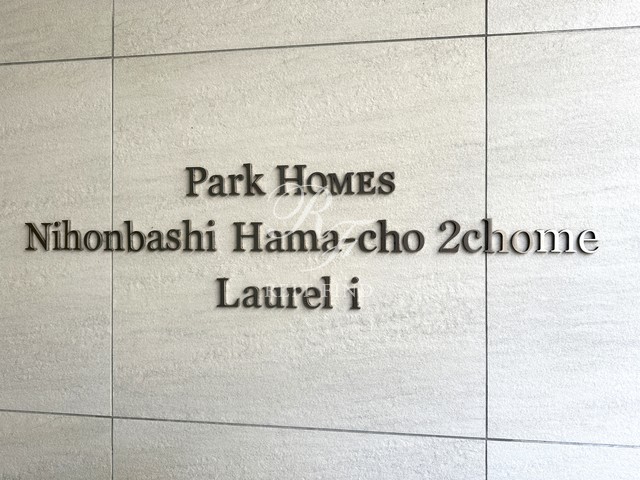 Park HOMES
Nihonbashi Hama-cho 2chome
Laurel i